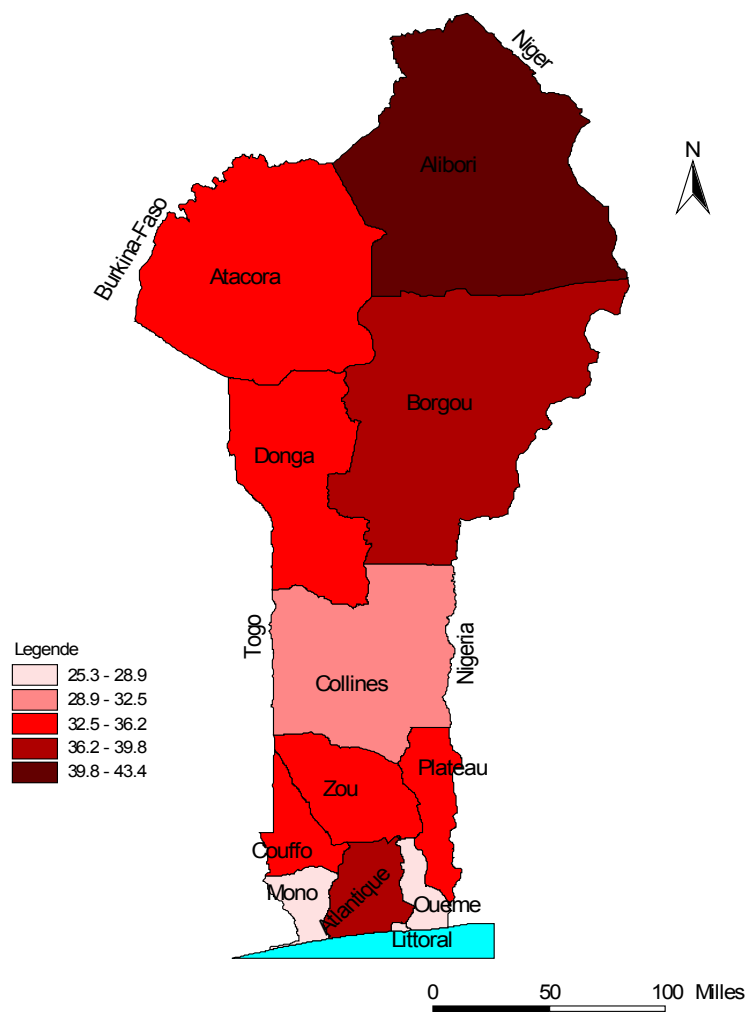 Niger
Alibori
N
Burkina-Faso
Atacora
Borgou
Donga
Togo
Nigeria
Legende
25.3 - 28.9
28.9 - 32.5
32.5 - 36.2
36.2 - 39.8
39.8 - 43.4
Collines
Plateau
Zou
Couffo
Mono
Atlantique
Oueme
Littoral
0 50 100 Milles